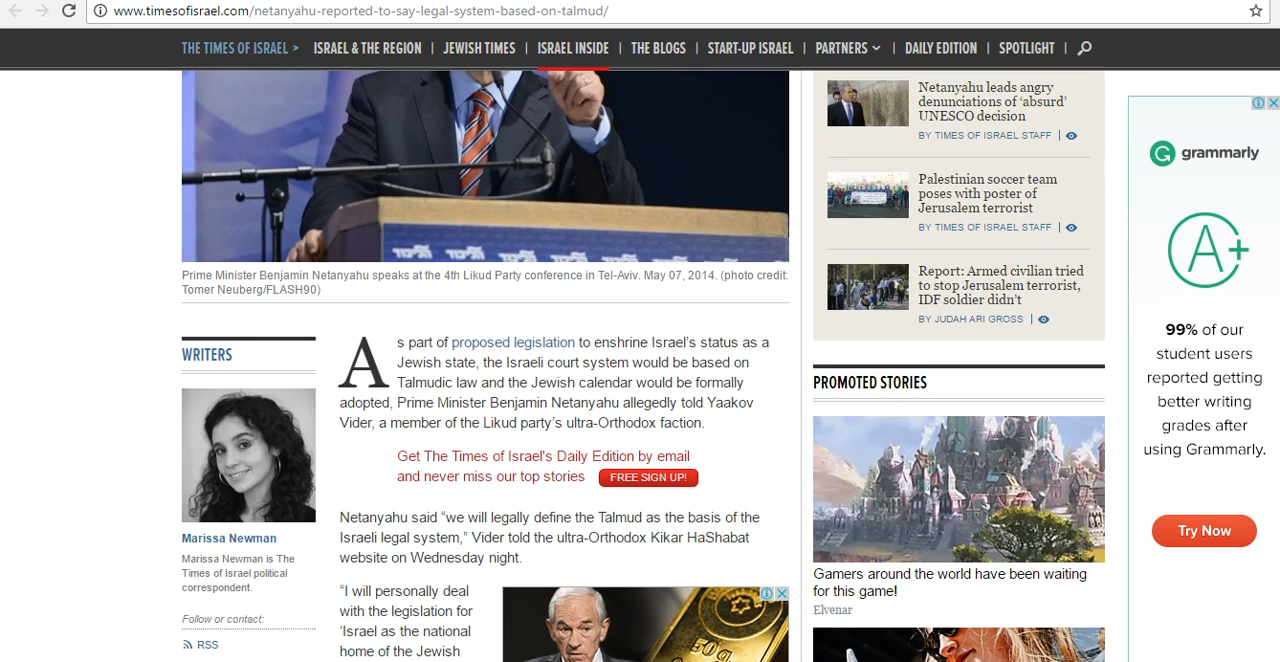 www.timesofisrael.com/netanyahu-reported-to-say-legal-system-based-on-talmud/
THE TIMES OF ISRAEL > ISRAEL & THE REGION | JEWISH TIMES | ISRAEL INSIDE | THE BLOGS | START-UP ISRAEL | PARTNERS | DAILY EDITION | SPOTLIGHT |
Prime Minister Benjamin Netanyahu speaks at the 4th Likud Party conference in Tel-Aviv. May 07, 2014. (photo credit:
Tomer Neuberg/FLASH90)
WRITERS
Marissa Newman
Marissa Newman is The
Times of Israel political
correspondent.
Follow or contact:
RSS
As part of proposed legislation to enshrine Israel's status as a
Jewish state, the Israeli court system would be based on
Talmudic law and the Jewish calendar would be formally
adopted, Prime Minister Benjamin Netanyahu allegedly told Yaakov
Vider, a member of the Likud party's ultra-Orthodox faction.
Get The Times of Israel's Daily Edition by email
and never miss our top stories FREE SIGN UP!
Netanyahu said “we will legally define the Talmud as the basis of the
Israeli legal system,” Vider told the ultra-Orthodox Kikar HaShabat
website on Wednesday night.
“I will personally deal
with the legislation for
‘Israel as the national
home of the Jewish
50g
Netanyahu leads angry
denunciations of ‘absurd’
UNESCO decision
BY TIMES OF ISRAEL STAFF |
Palestinian soccer team
poses with poster of
Jerusalem terrorist
BY TIMES OF ISRAEL STAFF |
Report: Armed civilian tried
to stop Jerusalem terrorist,
IDF soldier didn't
BY JUDAH ARI GROSS |
PROMOTED STORIES
Gamers around the world have been waiting
for this game!
Elvenar
grammarly
A+
99% of our
student users
reported getting
better writing
grades after
using Grammarly.
Try Now